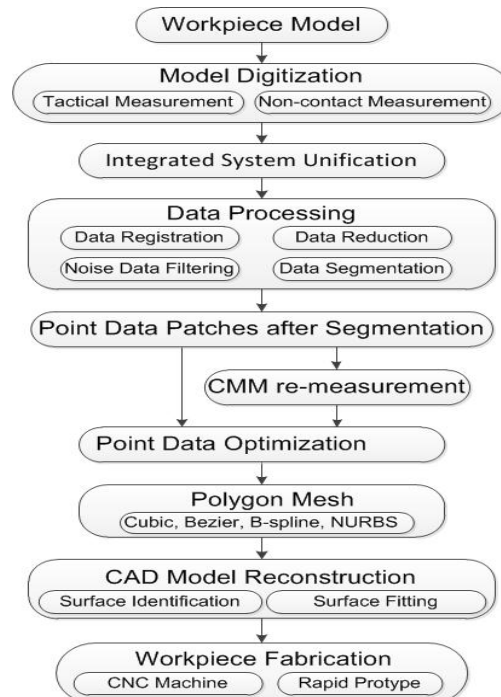 Workpiece Model
Model Digitization
Tactical Measurement Non-contact Measurement
Integrated System Unification
Data Processing
Data Registration Data Reduction
Noise Data Filtering Data Segmentation
Point Data Patches after Segmentation
CMM re-measurement
Point Data Optimization
Polygon Mesh
Cubic, Bezier, B-spline, NURBS
CAD Model Reconstruction
Surface Identification Surface Fitting
Workpiece Fabrication
CNC Machine Rapid Protype